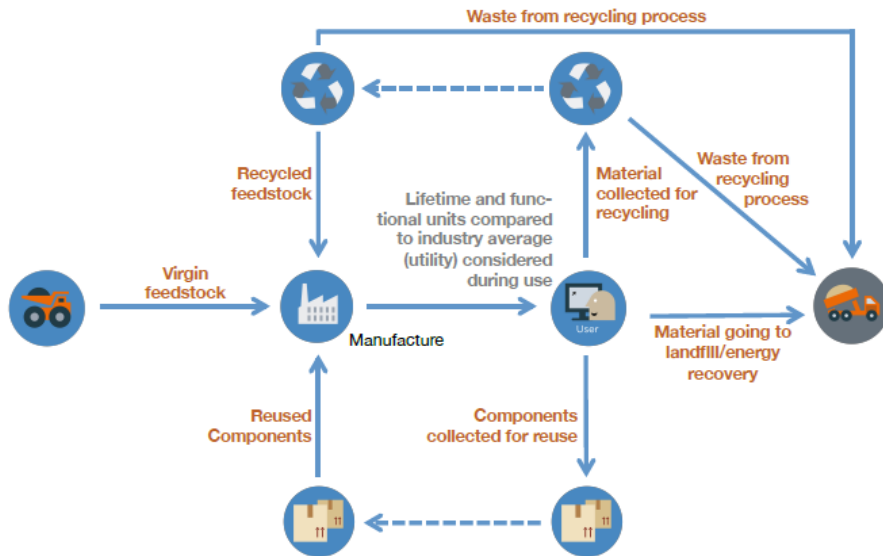 Waste from recycling process
Waste from
recycling
process
Recycled
feedstock
Material
collected for
recycling
Lifetime and func-
tional units compared
to industry average
(utility) considered
during use
Virgin
feedstock
User
Manufacture
Material going to
landfill/energy
recovery
Reused
Components
Components
collected for reuse